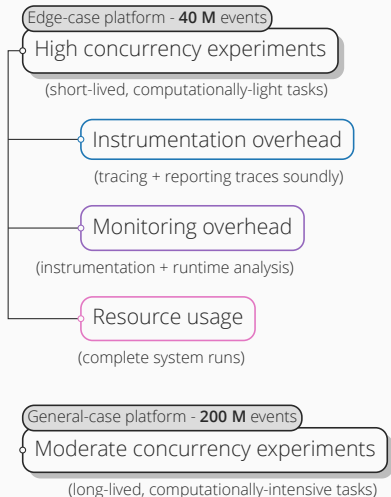 Edge-case platform - 40 M events
High concurrency experiments
(short-lived, computationally-light tasks)
Instrumentation overhead
(tracing + reporting traces soundly)
Monitoring overhead
(instrumentation + runtime analysis)
Resource usage
(complete system runs)
General-case platform - 200 M events
Moderate concurrency experiments
(long-lived, computationally-intensive tasks)